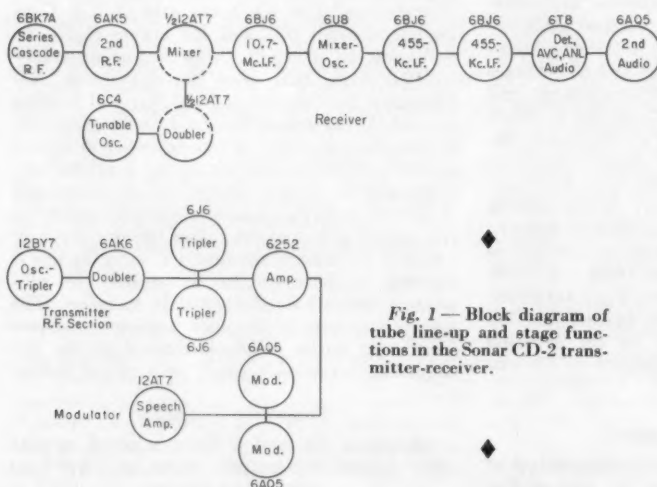 6BK7A
Series
Cascode
R.F.
6AK5
2nd
R.F.
½12AT7
Mixer
6BJ6
10.7-
Mc.I.F.
6U8
Mixer-
Osc.
6BJ6
455-
Kc.I.F.
6BJ6
455-
Kc.I.F.
6T8
Det.,
AVC, ANL
Audio
6AQ5
2nd
Audio
6C4
Tunable
Osc.
½12AT7
Doubler
Receiver
12BY7
Osc.-
Tripler
6AK6
Doubler
6J6
Tripler
Tripler
6J6
6252
Amp.
Transmitter
R.F. Section
6AQ5
Mod.
12AT7
Speech
Amp.
Modulator
Mod.
6AQ5
Fig. 1 — Block diagram of
tube line-up and stage func-
tions in the Sonar CD-2 trans-
mitter-receiver.